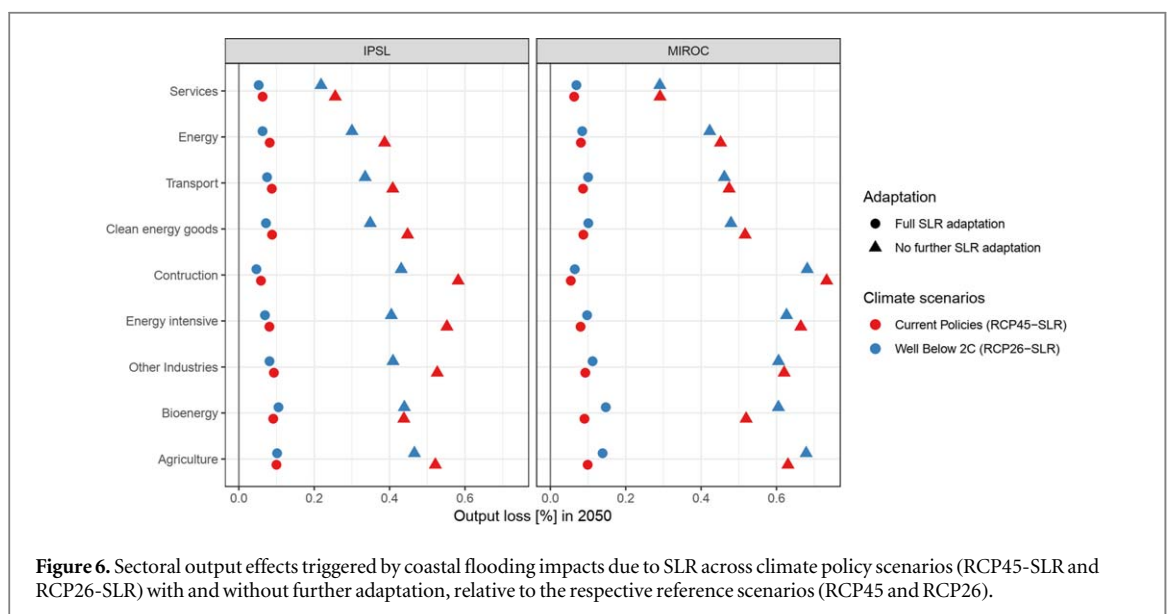 IPSL
MIROC
Services
Energy
Transport
Clean energy goods
Contruction
Energy intensive
Other Industries
Bioenergy
Agriculture
0.0 0.2 0.4 0.6 0.0 0.2 0.4 0.6
Output loss [%] in 2050
Adaptation
Full SLR adaptation
No further SLR adaptation
Climate scenarios
Current Policies (RCP45−SLR)
Well Below 2C (RCP26−SLR)
Figure 6. Sectoral output effects triggered by coastal flooding impacts due to SLR across climate policy scenarios (RCP45-SLR and
RCP26-SLR) with and without further adaptation, relative to the respective reference scenarios (RCP45 and RCP26).